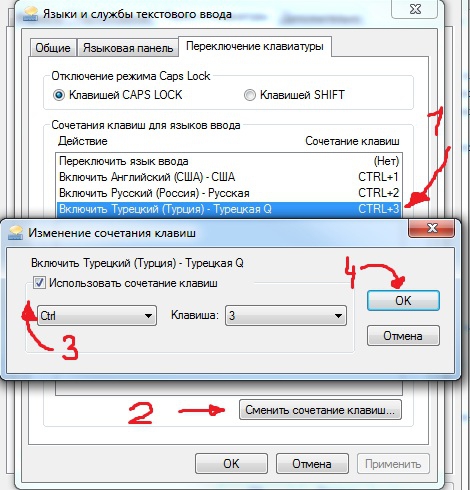 Языки и службы текстового ввода
Общие Языковая панель Переключение клавиатуры
Отключение режима Caps Lock
Клавишей CAPS LOCK Клавишей SHIFT
1
Сочетания клавиш для языков ввода
Действие Сочетание клавиш
Переключить язык ввода (Нет)
Включить Английский (США) - США CTRL+1
Включить Русский (Россия) - Русская CTRL+2
Включить Турецкий (Турция) - Турецкая Q CTRL+3
Изменение сочетания клавиш
Включить Турецкий (Турция) - Турецкая Q
4
Использовать сочетание клавиш
OK
Ctrl Клавиша: 3
Отмена
3
2 Сменить сочетание клавиш...
OK Отмена Применить